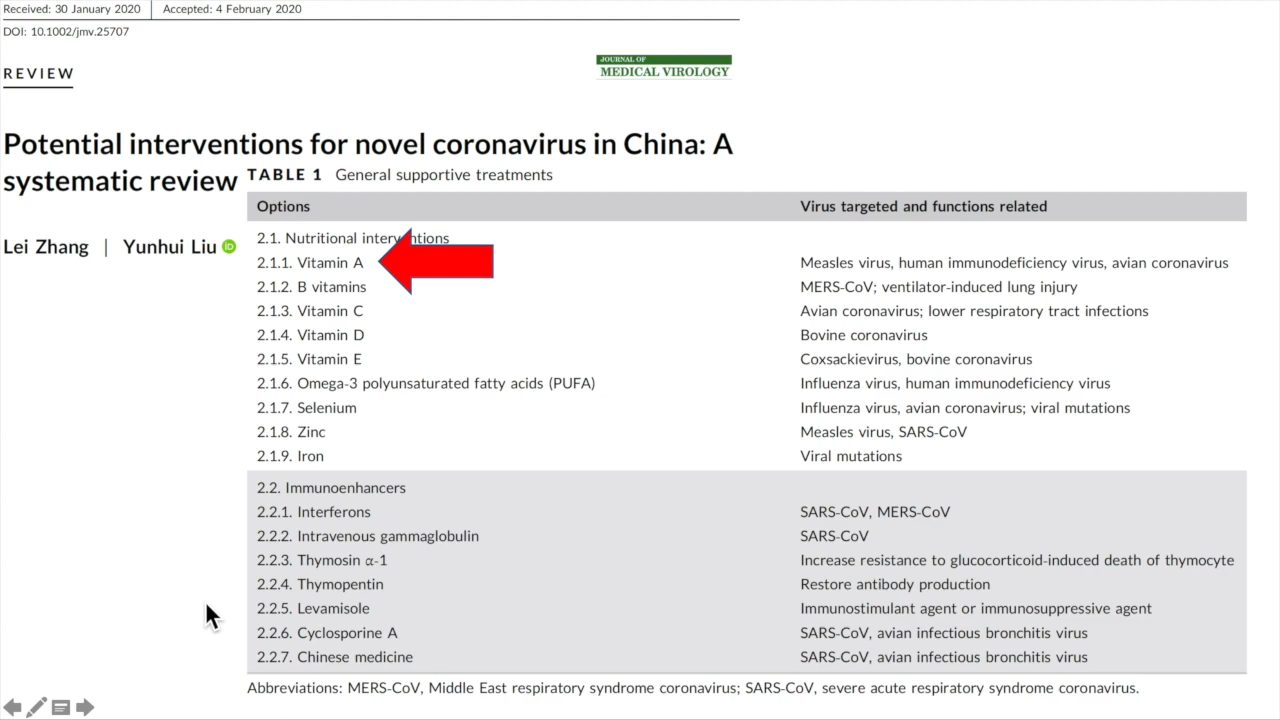 Received: 30 January 2020 | Accepted: 4 February 2020
DOI: 10.1002/jmv.25707
REVIEW
JOURNAL OF
MEDICAL VIROLOGY
Potential interventions for novel coronavirus in China: A
systematic review
Lei Zhang | Yunhui Liu iD
TABLE 1 General supportive treatments
Options Virus targeted and functions related
2.1. Nutritional interventions
2.1.1. Vitamin A Measles virus, human immunodeficiency virus, avian coronavirus
2.1.2. B vitamins MERS-CoV; ventilator-induced lung injury
2.1.3. Vitamin C Avian coronavirus; lower respiratory tract infections
2.1.4. Vitamin D Bovine coronavirus
2.1.5. Vitamin E Coxsackievirus, bovine coronavirus
2.1.6. Omega-3 polyunsaturated fatty acids (PUFA) Influenza virus, human immunodeficiency virus
2.1.7. Selenium Influenza virus, avian coronavirus; viral mutations
2.1.8. Zinc Measles virus, SARS-CoV
2.1.9. Iron Viral mutations
2.2. Immunoenhancers
2.2.1. Interferons SARS-CoV, MERS-CoV
2.2.2. Intravenous gammaglobulin SARS-CoV
2.2.3. Thymosin α-1 Increase resistance to glucocorticoid-induced death of thymocyte
2.2.4. Thymopentin Restore antibody production
2.2.5. Levamisole Immunostimulant agent or immunosuppressive agent
2.2.6. Cyclosporine A SARS-CoV, avian infectious bronchitis virus
2.2.7. Chinese medicine SARS-CoV, avian infectious bronchitis virus
Abbreviations: MERS-CoV, Middle East respiratory syndrome coronavirus; SARS-CoV, severe acute respiratory syndrome coronavirus.